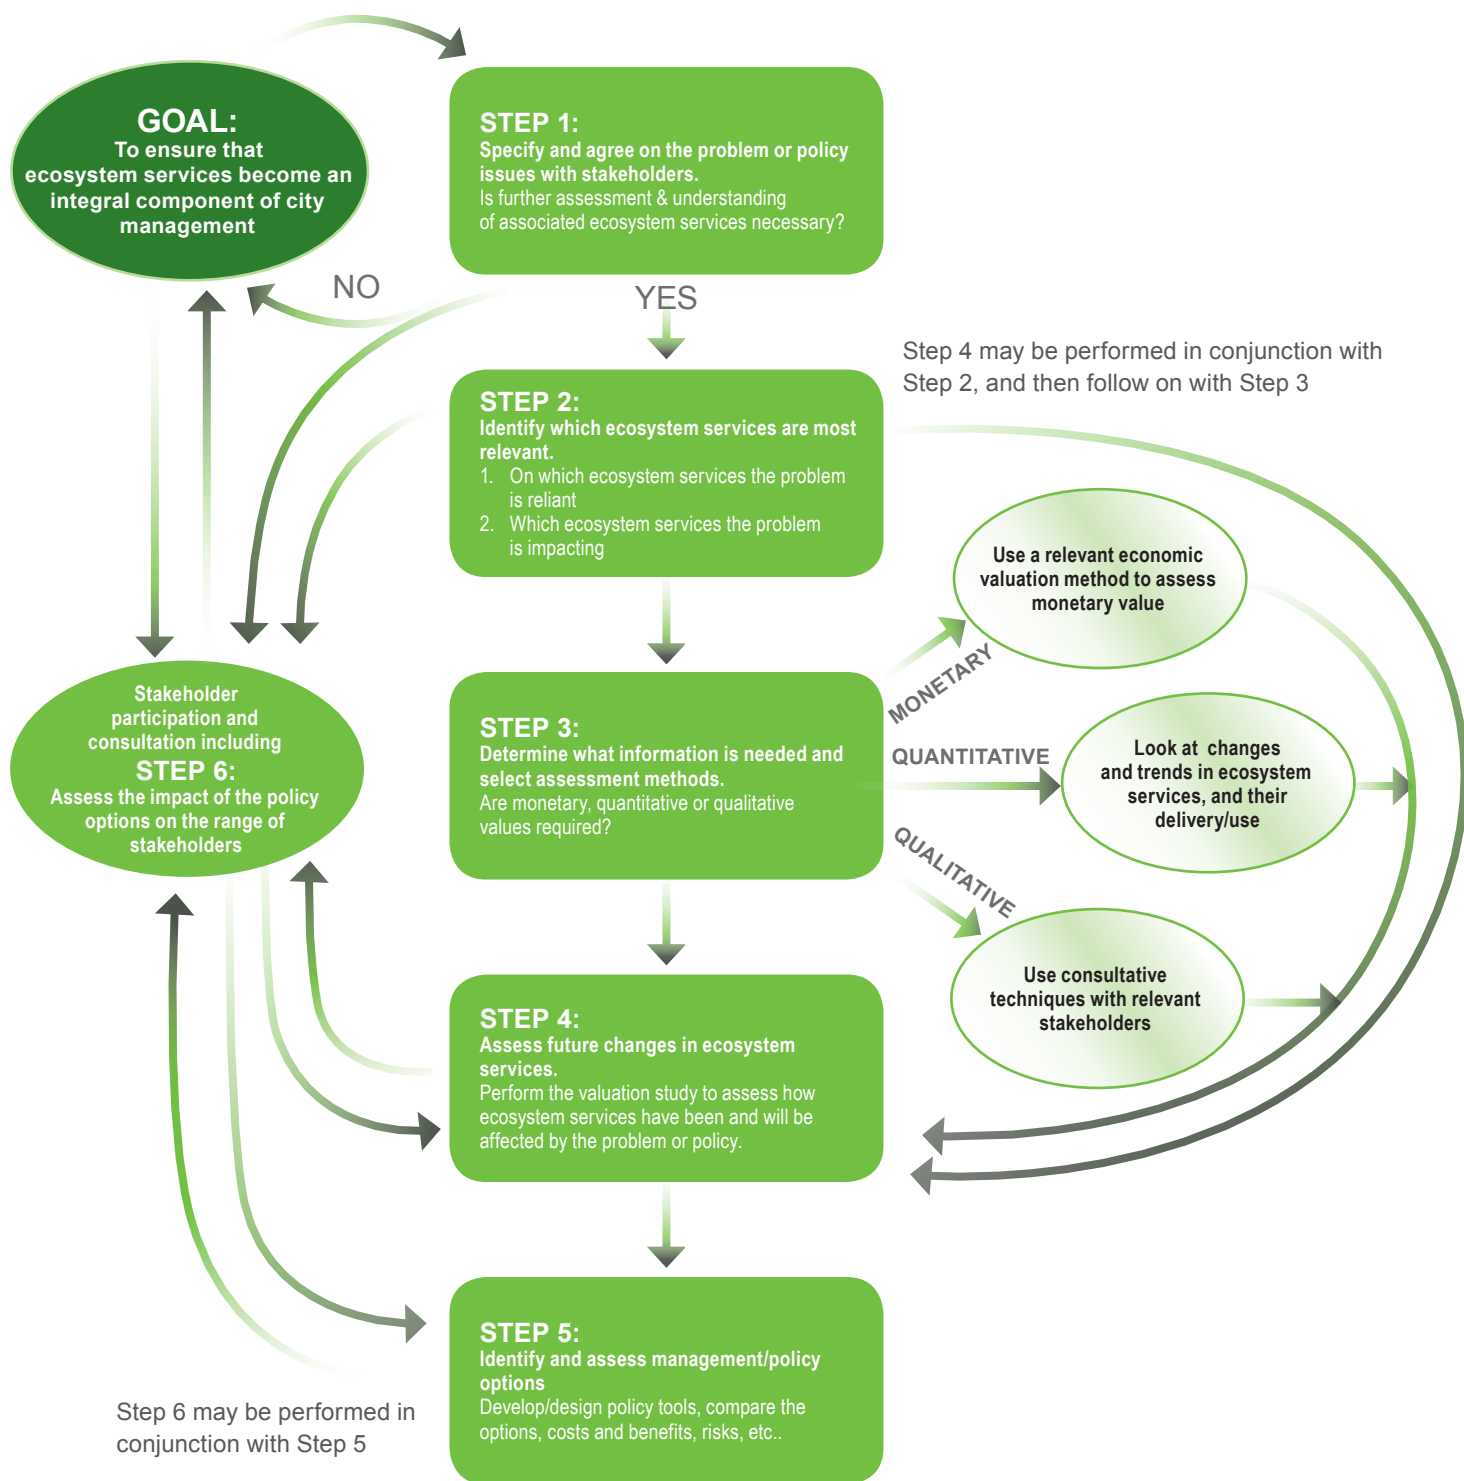 GOAL:
To ensure that
ecosystem services become an
integral component of city
management
STEP 1:
Specify and agree on the problem or policy
issues with stakeholders.
Is further assessment & understanding
of associated ecosystem services necessary?
NO
YES
Step 4 may be performed in conjunction with
Step 2, and then follow on with Step 3
STEP 2:
Identify which ecosystem services are most
relevant.
1. On which ecosystem services the problem
is reliant
2. Which ecosystem services the problem
is impacting
Use a relevant economic
valuation method to assess
monetary value
MONETARY
Stakeholder
participation and
consultation including
STEP 6:
Assess the impact of the policy
options on the range of
stakeholders
STEP 3:
Determine what information is needed and
select assessment methods.
Are monetary, quantitative or qualitative
values required?
QUANTITATIVE
Look at changes
and trends in ecosystem
services, and their
delivery/use
QUALITATIVE
Use consultative
techniques with relevant
stakeholders
STEP 4:
Assess future changes in ecosystem
services.
Perform the valuation study to assess how
ecosystem services have been and will be
affected by the problem or policy.
STEP 5:
Identify and assess management/policy
options
Develop/design policy tools, compare the
options, costs and benefits, risks, etc..
Step 6 may be performed in
conjunction with Step 5